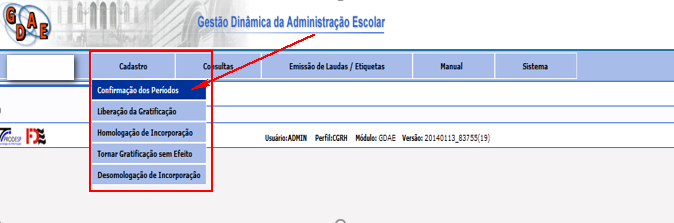 GDAE
Gestão Dinâmica da Administração Escolar
Cadastro Consultas Emissão de Laudas / Etiquetas Manual Sistema
Confirmação dos Períodos
Liberação da Gratificação
Homologação de Incorporação
Tornar Gratificação sem Efeito
Desomologação de Incorporação
PRODESP Usuário:ADMIN Perfil:CGRH Módulo: GDAE Versão: 20140113_83755(19)